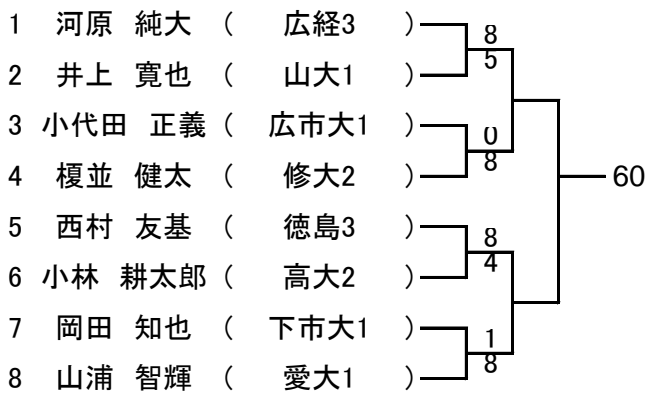 1 河原 純大 ( 広経3 )
8
5
2 井上 寛也 ( 山大1 )
3 小代田 正義 ( 広市大1 )
0
8
4 榎並 健太 ( 修大2 )
60
5 西村 友基 ( 徳島3 )
8
4
6 小林 耕太郎 ( 高大2 )
7 岡田 知也 ( 下市大1 )
1
8
8 山浦 智輝 ( 愛大1 )